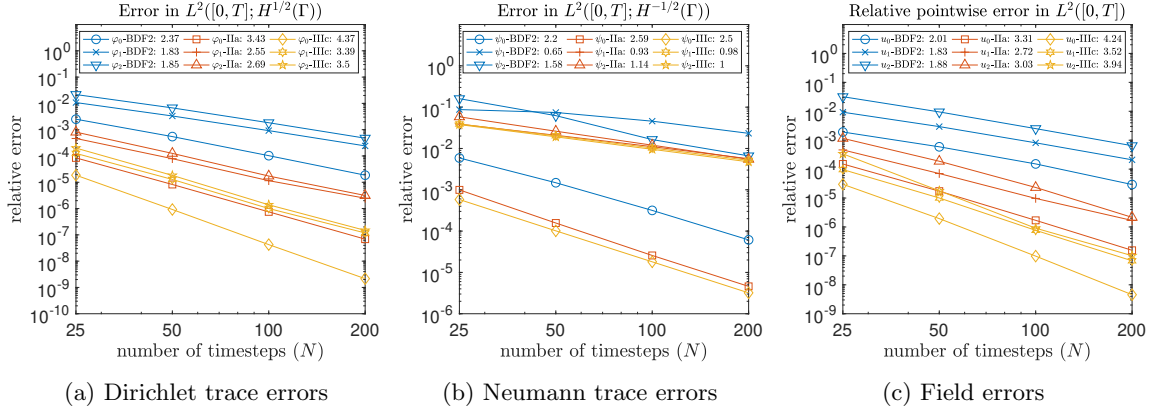 Error in $L^2([0,T]; H^{1/2}(\Gamma))$
φ₀-BDF2: 2.37 φ₀-IIa: 3.43 φ₀-IIIc: 4.37
φ₁-BDF2: 1.83 φ₁-IIa: 2.55 φ₁-IIIc: 3.39
φ₂-BDF2: 1.85 φ₂-IIa: 2.69 φ₂-IIIc: 3.5
10⁰
10⁻¹
10⁻²
10⁻³
10⁻⁴
10⁻⁵
10⁻⁶
10⁻⁷
10⁻⁸
10⁻⁹
10⁻¹⁰
relative error
25 50 100 200
number of timesteps (N)
(a) Dirichlet trace errors
Error in $L^2([0,T]; H^{-1/2}(\Gamma))$
ψ₀-BDF2: 2.2 ψ₀-IIa: 2.59 ψ₀-IIIc: 2.5
ψ₁-BDF2: 0.65 ψ₁-IIa: 0.93 ψ₁-IIIc: 0.98
ψ₂-BDF2: 1.58 ψ₂-IIa: 1.14 ψ₂-IIIc: 1
10⁰
10⁻¹
10⁻²
10⁻³
10⁻⁴
10⁻⁵
10⁻⁶
relative error
25 50 100 200
number of timesteps (N)
(b) Neumann trace errors
Relative pointwise error in $L^2([0,T])$
u₀-BDF2: 2.01 u₀-IIa: 3.31 u₀-IIIc: 4.24
u₁-BDF2: 1.83 u₁-IIa: 2.72 u₁-IIIc: 3.52
u₂-BDF2: 1.88 u₂-IIa: 3.03 u₂-IIIc: 3.94
10⁰
10⁻¹
10⁻²
10⁻³
10⁻⁴
10⁻⁵
10⁻⁶
10⁻⁷
10⁻⁸
10⁻⁹
relative error
25 50 100 200
number of timesteps (N)
(c) Field errors